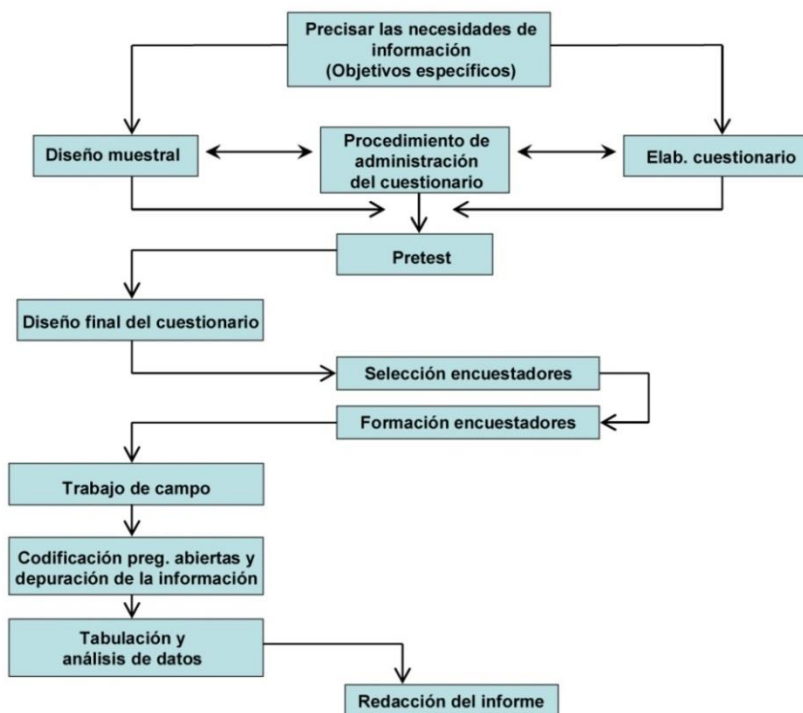 Precisar las necesidades de
información
(Objetivos específicos)
Diseño muestral
Procedimiento de
administración
del cuestionario
Elab. cuestionario
Pretest
Diseño final del cuestionario
Selección encuestadores
Formación encuestadores
Trabajo de campo
Codificación preg. abiertas y
depuración de la información
Tabulación y
análisis de datos
Redacción del informe